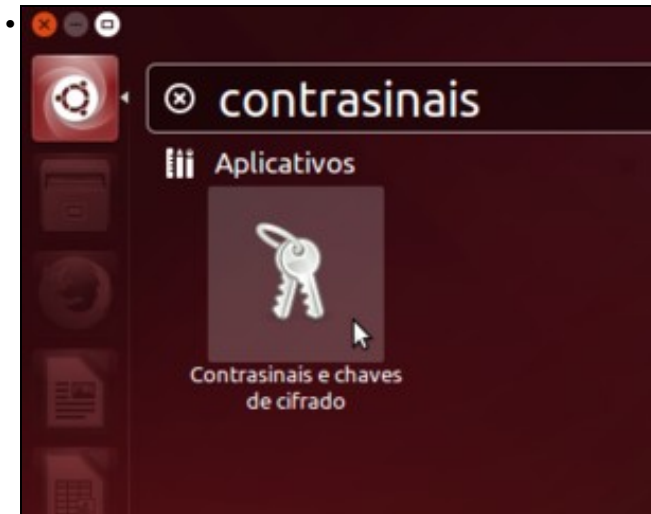 contrasinais
Aplicativos
Contrasinais e chaves
de cifrado